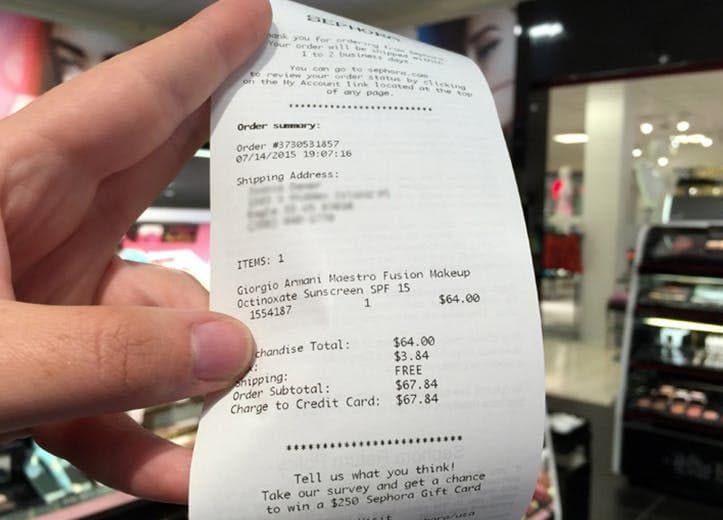 SEPHORA
ank you for ordering from Sephora
Your order will be shipped within
1 to 2 business days.
You can go to sephora.com
to review your order status by clicking
on the My Account link located at the top
of any page.
**************************
Order summary:
Order #3730531857
07/14/2015 19:07:16
Shipping Address:
ITEMS: 1
Giorgio Armani Maestro Fusion Makeup
Octinoxate Sunscreen SPF 15
1554187 1 $64.00
chandise Total: $64.00
x: $3.84
hipping: FREE
Order Subtotal: $67.84
Charge to Credit Card: $67.84
**************************
Tell us what you think!
Take our survey and get a chance
to win a $250 Sephora Gift Card